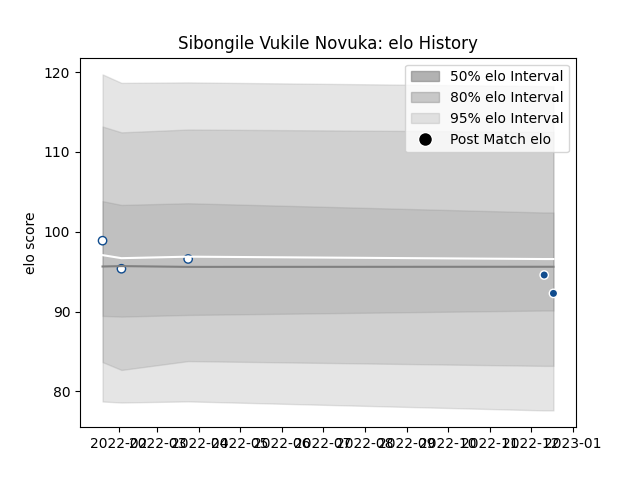 Sibongile Vukile Novuka: elo History
120
110
100
90
80
elo score
50% elo Interval
80% elo Interval
95% elo Interval
Post Match elo
2022-02 2022-03 2022-04 2022-05 2022-06 2022-07 2022-08 2022-09 2022-10 2022-11 2022-12 2023-01